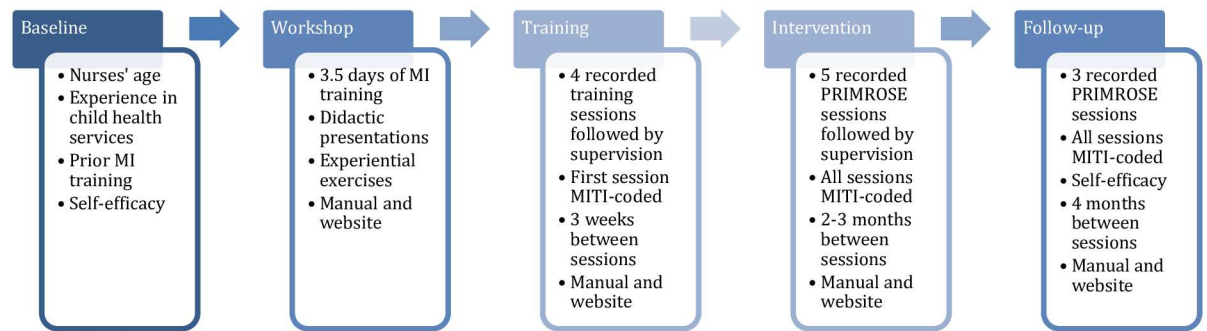 Baseline
• Nurses' age
• Experience in
child health
services
• Prior MI
training
• Self-efficacy
Workshop
• 3.5 days of MI
training
• Didactic
presentations
• Experiential
exercises
• Manual and
website
Training
• 4 recorded
training
sessions
followed by
supervision
• First session
MITI-coded
• 3 weeks
between
sessions
• Manual and
website
Intervention
• 5 recorded
PRIMROSE
sessions
followed by
supervision
• All sessions
MITI-coded
• 2-3 months
between
sessions
• Manual and
website
Follow-up
• 3 recorded
PRIMROSE
sessions
• All sessions
MITI-coded
• Self-efficacy
• 4 months
between
sessions
• Manual and
website